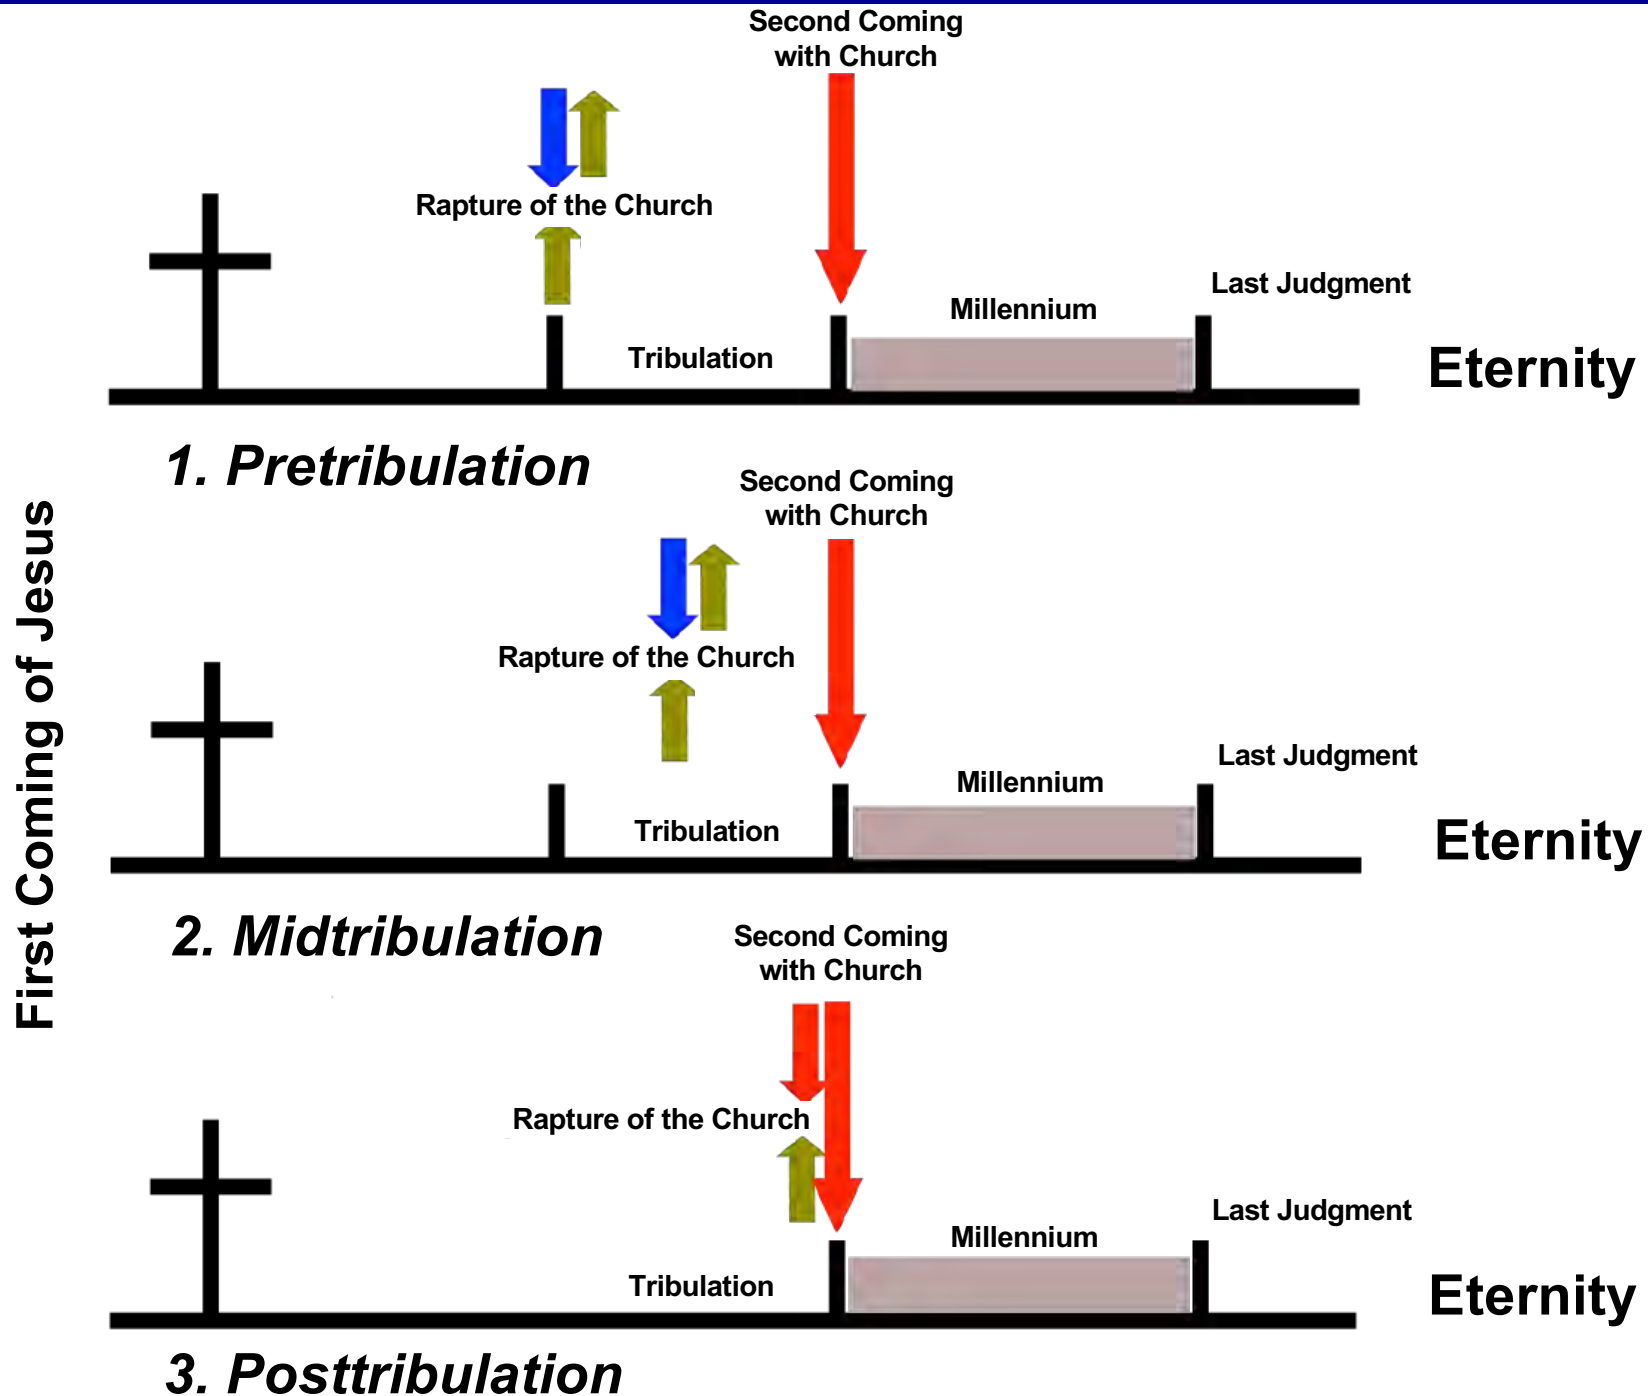 Second Coming
with Church
Rapture of the Church
Last Judgment
Millennium
Tribulation
Eternity
1. Pretribulation
First Coming of Jesus
Second Coming
with Church
Rapture of the Church
Last Judgment
Millennium
Tribulation
Eternity
2. Midtribulation
Second Coming
with Church
Rapture of the Church
Last Judgment
Millennium
Tribulation
Eternity
3. Posttribulation